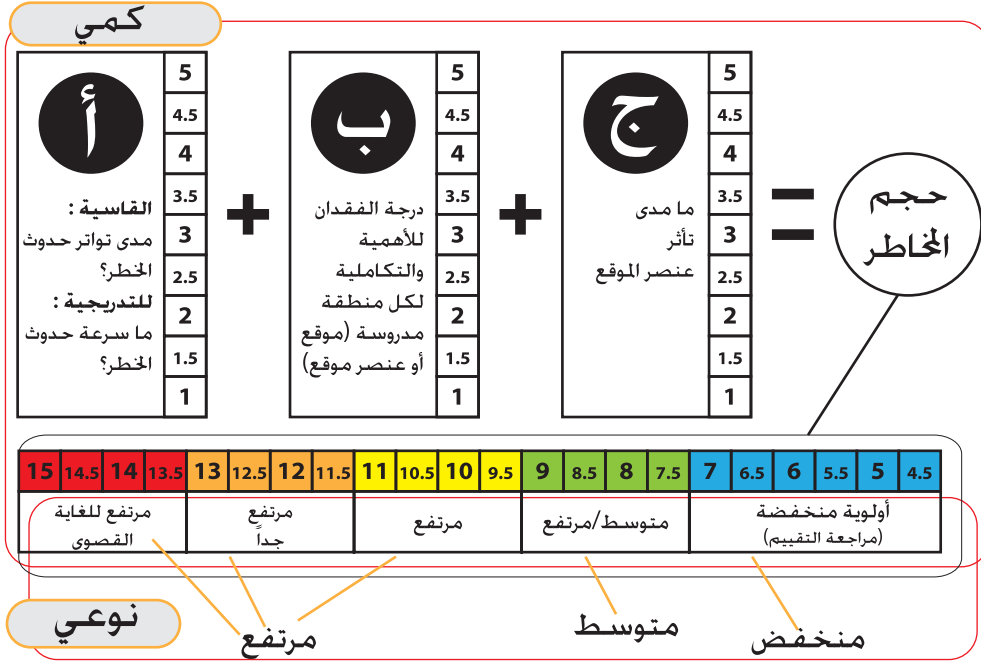 كمي
أ
القاسية :
مدى تواتر حدوث
الخطر؟
للتدريجية :
ما سرعة حدوث
الخطر؟
5
4.5
4
3.5
3
2.5
2
1.5
1
+
ب
درجة الفقدان
للأهمية
والتكاملية
لكل منطقة
مدروسة (موقع
أو عنصر موقع)
5
4.5
4
3.5
3
2.5
2
1.5
1
+
ج
ما مدى
تأثر
عنصر الموقع
5
4.5
4
3.5
3
2.5
2
1.5
1
=
حجم
المخاطر
15 14.5 14 13.5 13 12.5 12 11.5 11 10.5 10 9.5 9 8.5 8 7.5 7 6.5 6 5.5 5 4.5
مرتفع للغاية
القصوى
مرتفع
جداً
مرتفع
متوسط/مرتفع
أولوية منخفضة
(مراجعة التقييم)
نوعي
مرتفع
متوسط
منخفض